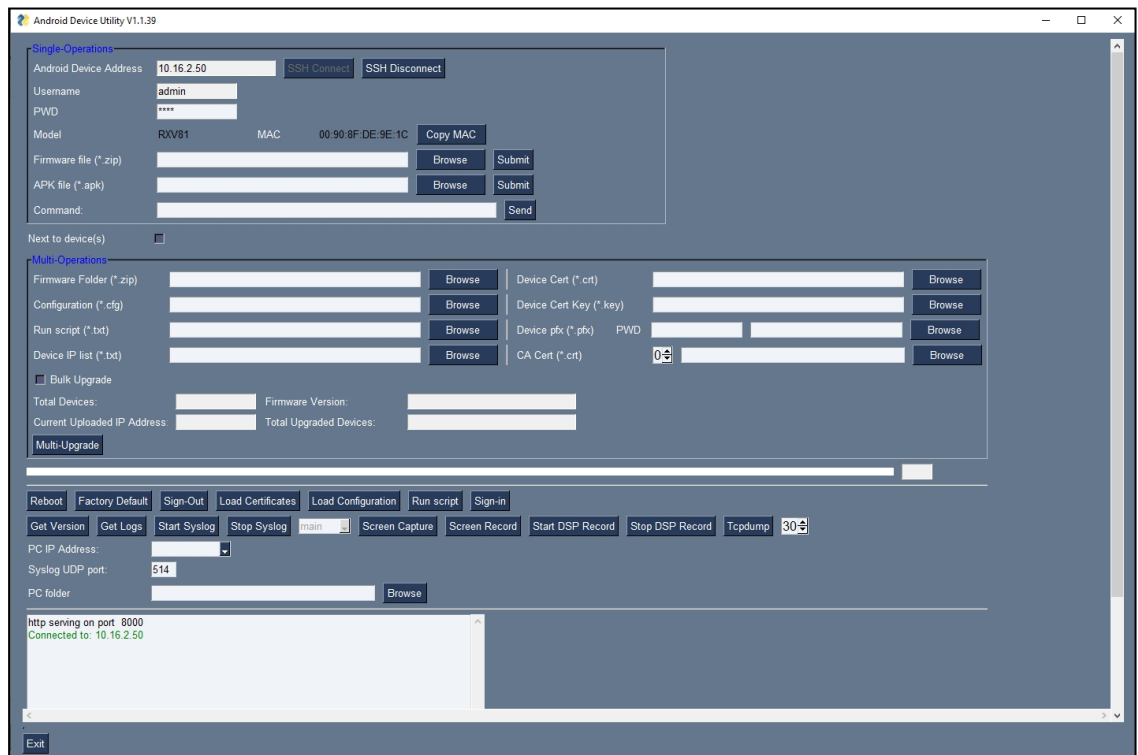 Android Device Utility V1.1.39
Single-Operations
Android Device Address 10.16.2.50 SSH Connect SSH Disconnect
Username admin
PWD ****
Model RXV81 MAC 00:90:8F:DE:9E:1C Copy MAC
Firmware file (*.zip) Browse Submit
APK file (*.apk) Browse Submit
Command: Send
Next to device(s)
Multi-Operations
Firmware Folder (*.zip) Browse Device Cert (*.crt) Browse
Configuration (*.cfg) Browse Device Cert Key (*.key) Browse
Run script (*.txt) Browse Device pfx (*.pfx) PWD Browse
Device IP list (*.txt) Browse CA Cert (*.crt) 0 Browse
Bulk Upgrade
Total Devices: Firmware Version:
Current Uploaded IP Address Total Upgraded Devices:
Multi-Upgrade
Reboot Factory Default Sign-Out Load Certificates Load Configuration Run script Sign-in
Get Version Get Logs Start Syslog Stop Syslog main Screen Capture Screen Record Start DSP Record Stop DSP Record Tcpdump 30
PC IP Address:
Syslog UDP port: 514
PC folder Browse
http serving on port 8000
Connected to: 10.16.2.50
Exit